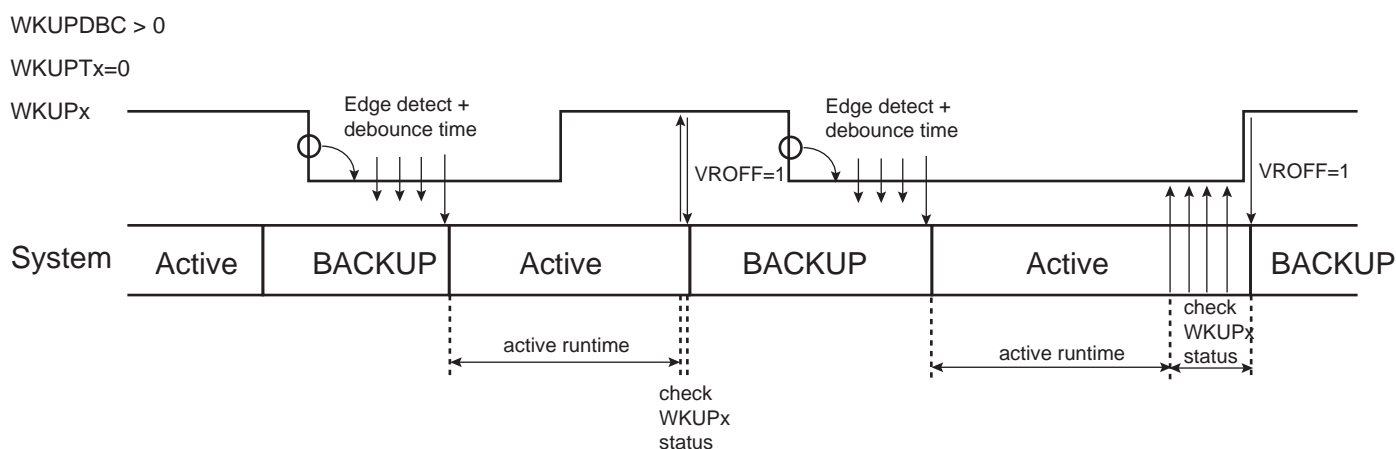 WKUPDBC > 0
WKUPTx=0
WKUPx
Edge detect +
debounce time
VROFF=1
Edge detect +
debounce time
VROFF=1
System
Active
BACKUP
Active
BACKUP
Active
BACKUP
active runtime
check
WKUPx
status
active runtime
check
WKUPx
status